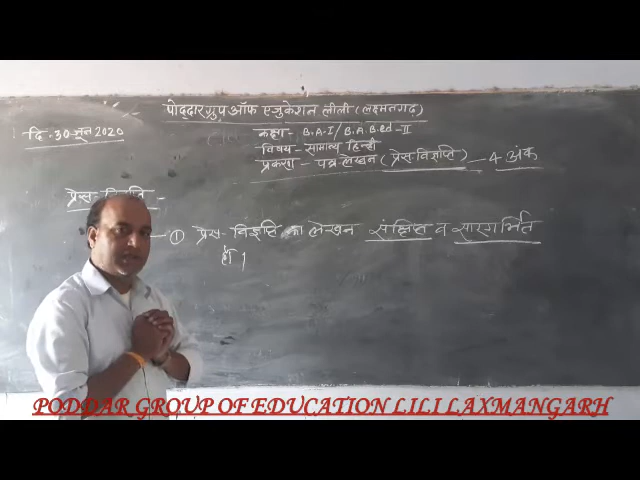 पोद्दार ग्रुप ऑफ एजुकेशन लीली (लक्ष्मनगढ़)
दि. 30 जून 2020
कक्षा - B.A.I / B.A.B.ed - II
विषय - सामान्य हिन्दी
प्रकरण - पत्र लेखन (प्रेस विज्ञप्ति) - 4 अंक
प्रेस- विज्ञप्ति -
① प्रेस - विज्ञप्ति का लेखन संक्षिप्त व सारगर्भित
हो।
PODDAR GROUP OF EDUCATION LILI LAXMANGARH